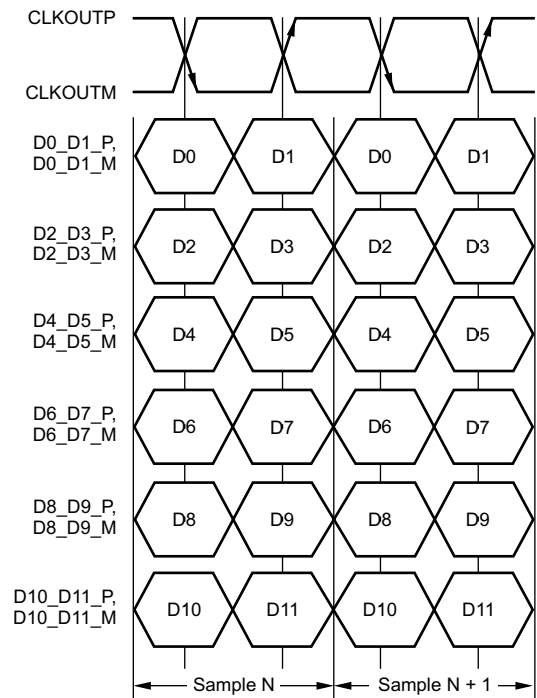 CLKOUTP
CLKOUTM
D0_D1_P,
D0_D1_M
D0 D1 D0 D1
D2_D3_P,
D2_D3_M
D2 D3 D2 D3
D4_D5_P,
D4_D5_M
D4 D5 D4 D5
D6_D7_P,
D6_D7_M
D6 D7 D6 D7
D8_D9_P,
D8_D9_M
D8 D9 D8 D9
D10_D11_P,
D10_D11_M
D10 D11 D10 D11
Sample N Sample N + 1